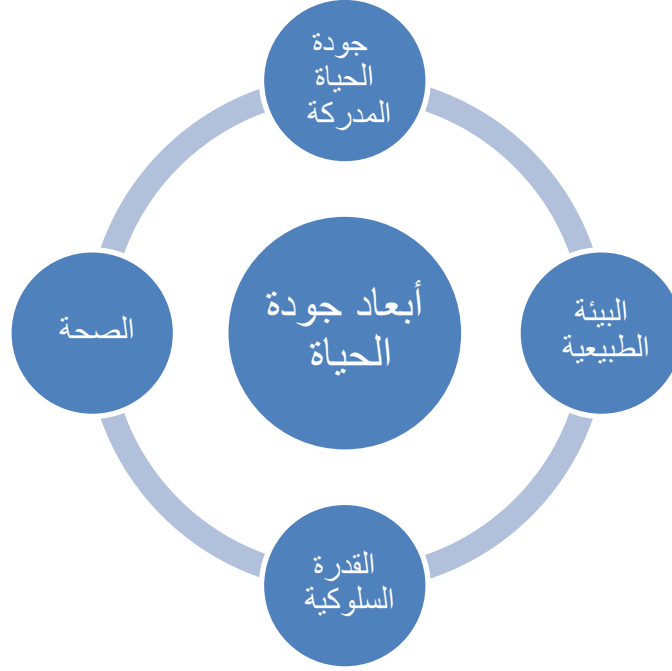 جودة
الحياة
المدركة
أبعاد جودة
الحياة
البيئة
الطبيعية
الصحة
القدرة
السلوكية